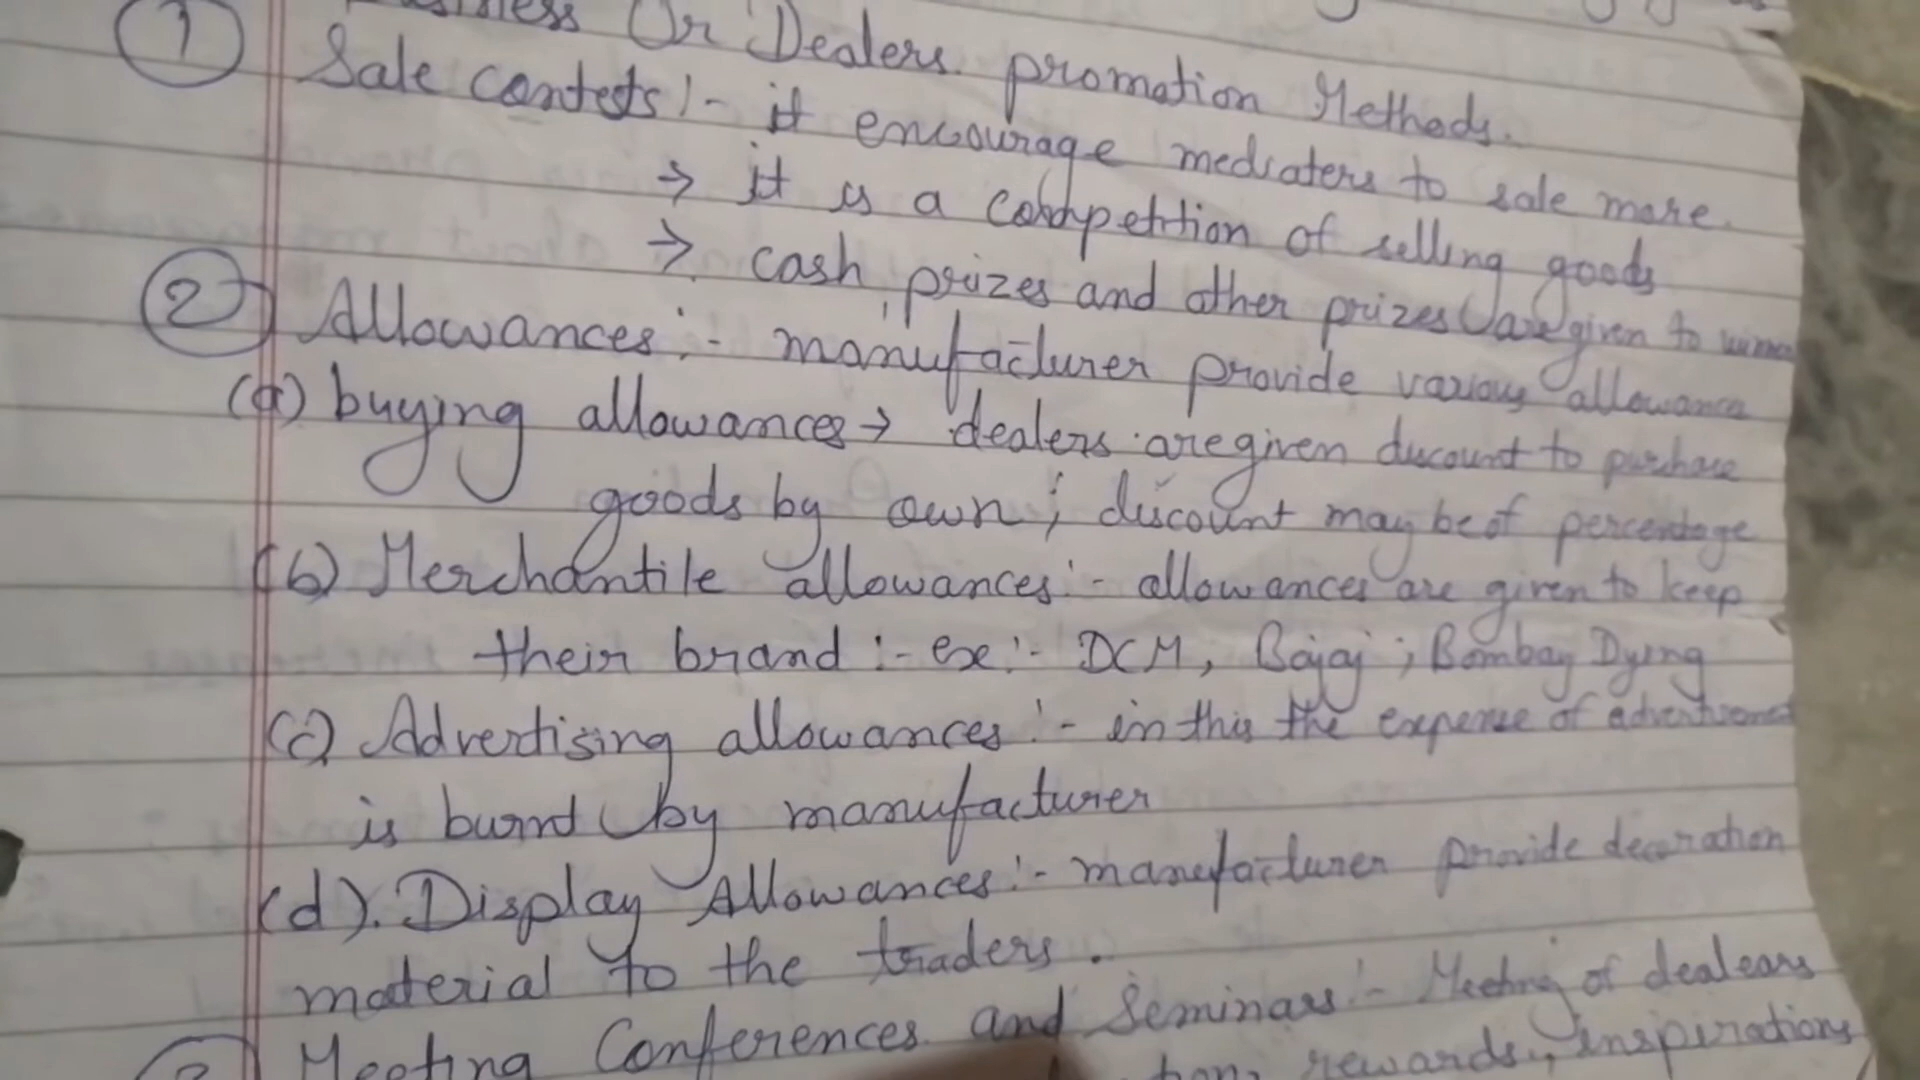 Business Or Dealers promation Methods.
① Sale contests :- it encourage mediaters to sale more.
→ it is a competition of selling goods
→ cash prizes and other prizes are given to
② Allowances :- manufacturer provide various allowance
(a) buying allowances → dealers are given discount to purchase
goods by own ; discount may be of percentage
(b) Merchantile allowances :- allowances are given to keep
their brand :- ex :- DCM, Bajaj ; Bombay Dying
(c) Advertising allowances :- in this the expense of
is burnt by manufacturer
(d). Display Allowances :- manufacturer provide decoration
material to the traders .
Meeting Conferences and Seminars :- Meeting of dealears
rewards, inspirations